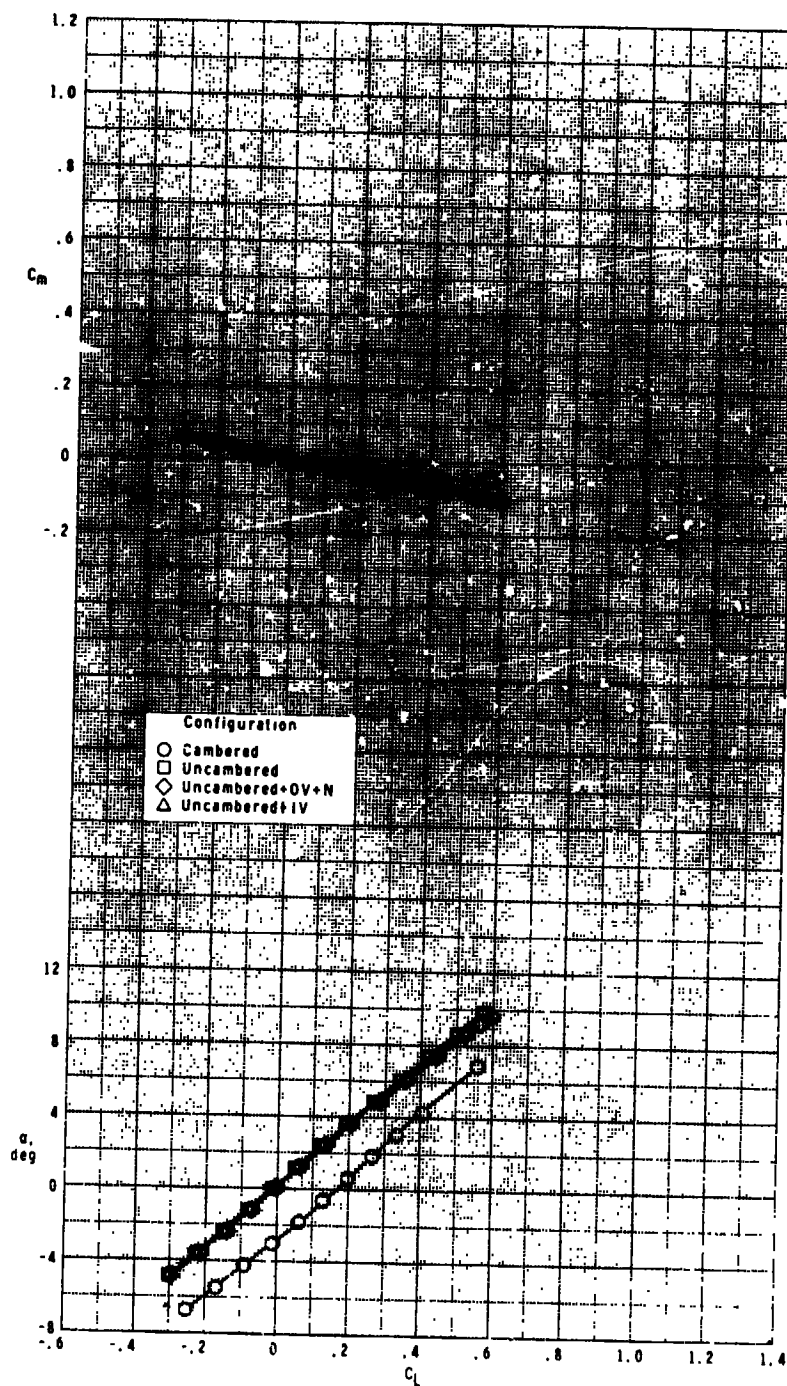 1.2
1.0
.8
.6
C_m
.4
.2
0
-.2
Configuration
Cambered
Uncambered
Uncambered+OV+N
Uncambered+IV
12
8
4
α,
deg
0
-4
-8
-.6 -.4 -.2 0 .2 .4 .6 .8 1.0 1.2 1.4
C_L